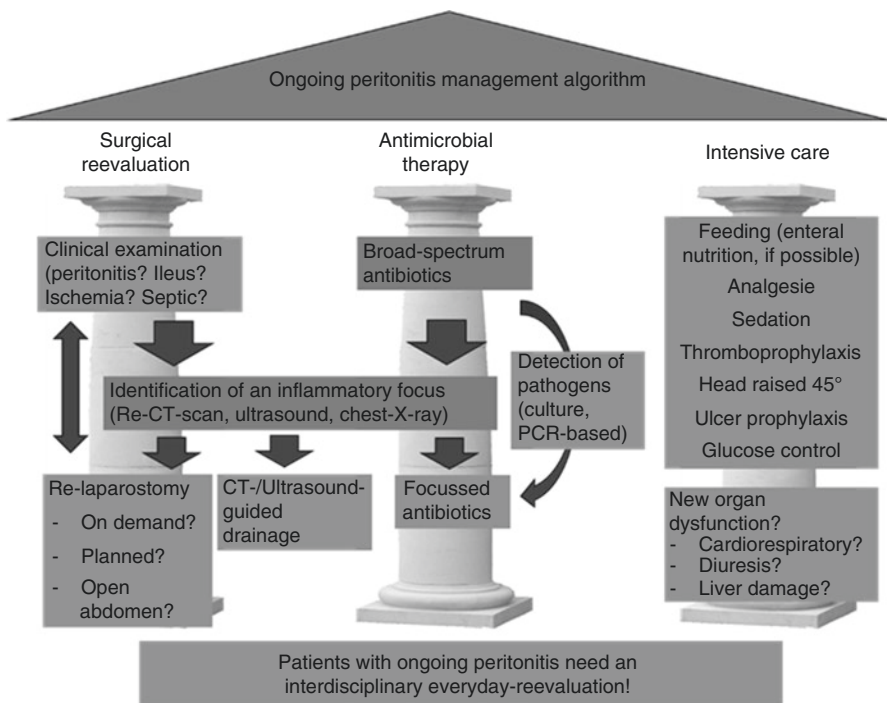 Ongoing peritonitis management algorithm
Surgical
reevaluation
Clinical examination
(peritonitis? Ileus?
Ischemia? Septic?
Antimicrobial
therapy
Broad-spectrum
antibiotics
Identification of an inflammatory focus
(Re-CT-scan, ultrasound, chest-X-ray)
Detection of
pathogens
(culture,
PCR-based)
Re-laparostomy
- On demand?
- Planned?
- Open
abdomen?
CT-/Ultrasound-
guided
drainage
Focussed
antibiotics
Intensive care
Feeding (enteral
nutrition, if possible)
Analgesie
Sedation
Thromboprophylaxis
Head raised 45°
Ulcer prophylaxis
Glucose control
New organ
dysfunction?
- Cardiorespiratory?
- Diuresis?
- Liver damage?
Patients with ongoing peritonitis need an
interdisciplinary everyday-reevaluation!